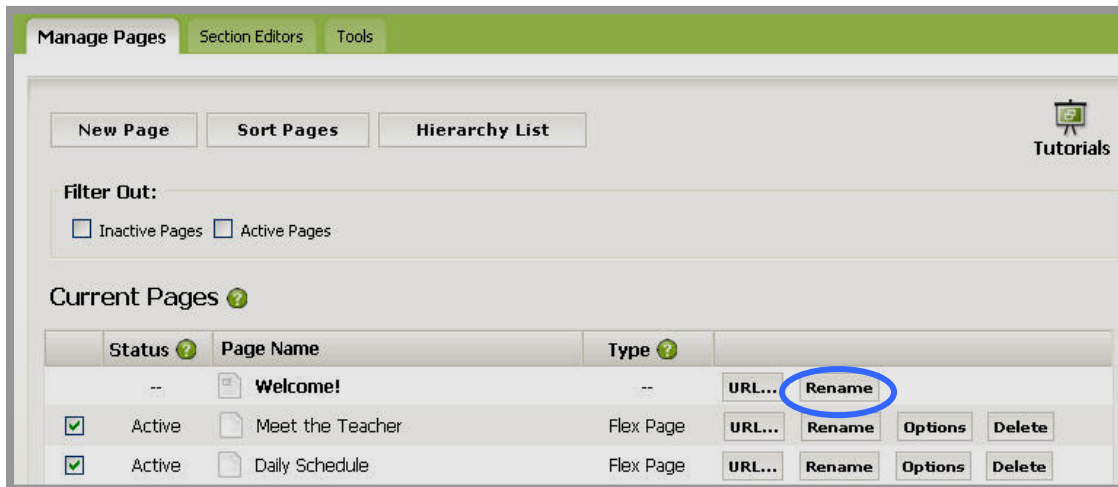 Manage Pages Section Editors Tools
New Page Sort Pages Hierarchy List
Tutorials
Filter Out:
Inactive Pages Active Pages
Current Pages ?
Status ? Page Name Type ?
-- Welcome! -- URL... Rename
Active Meet the Teacher Flex Page URL... Rename Options Delete
Active Daily Schedule Flex Page URL... Rename Options Delete